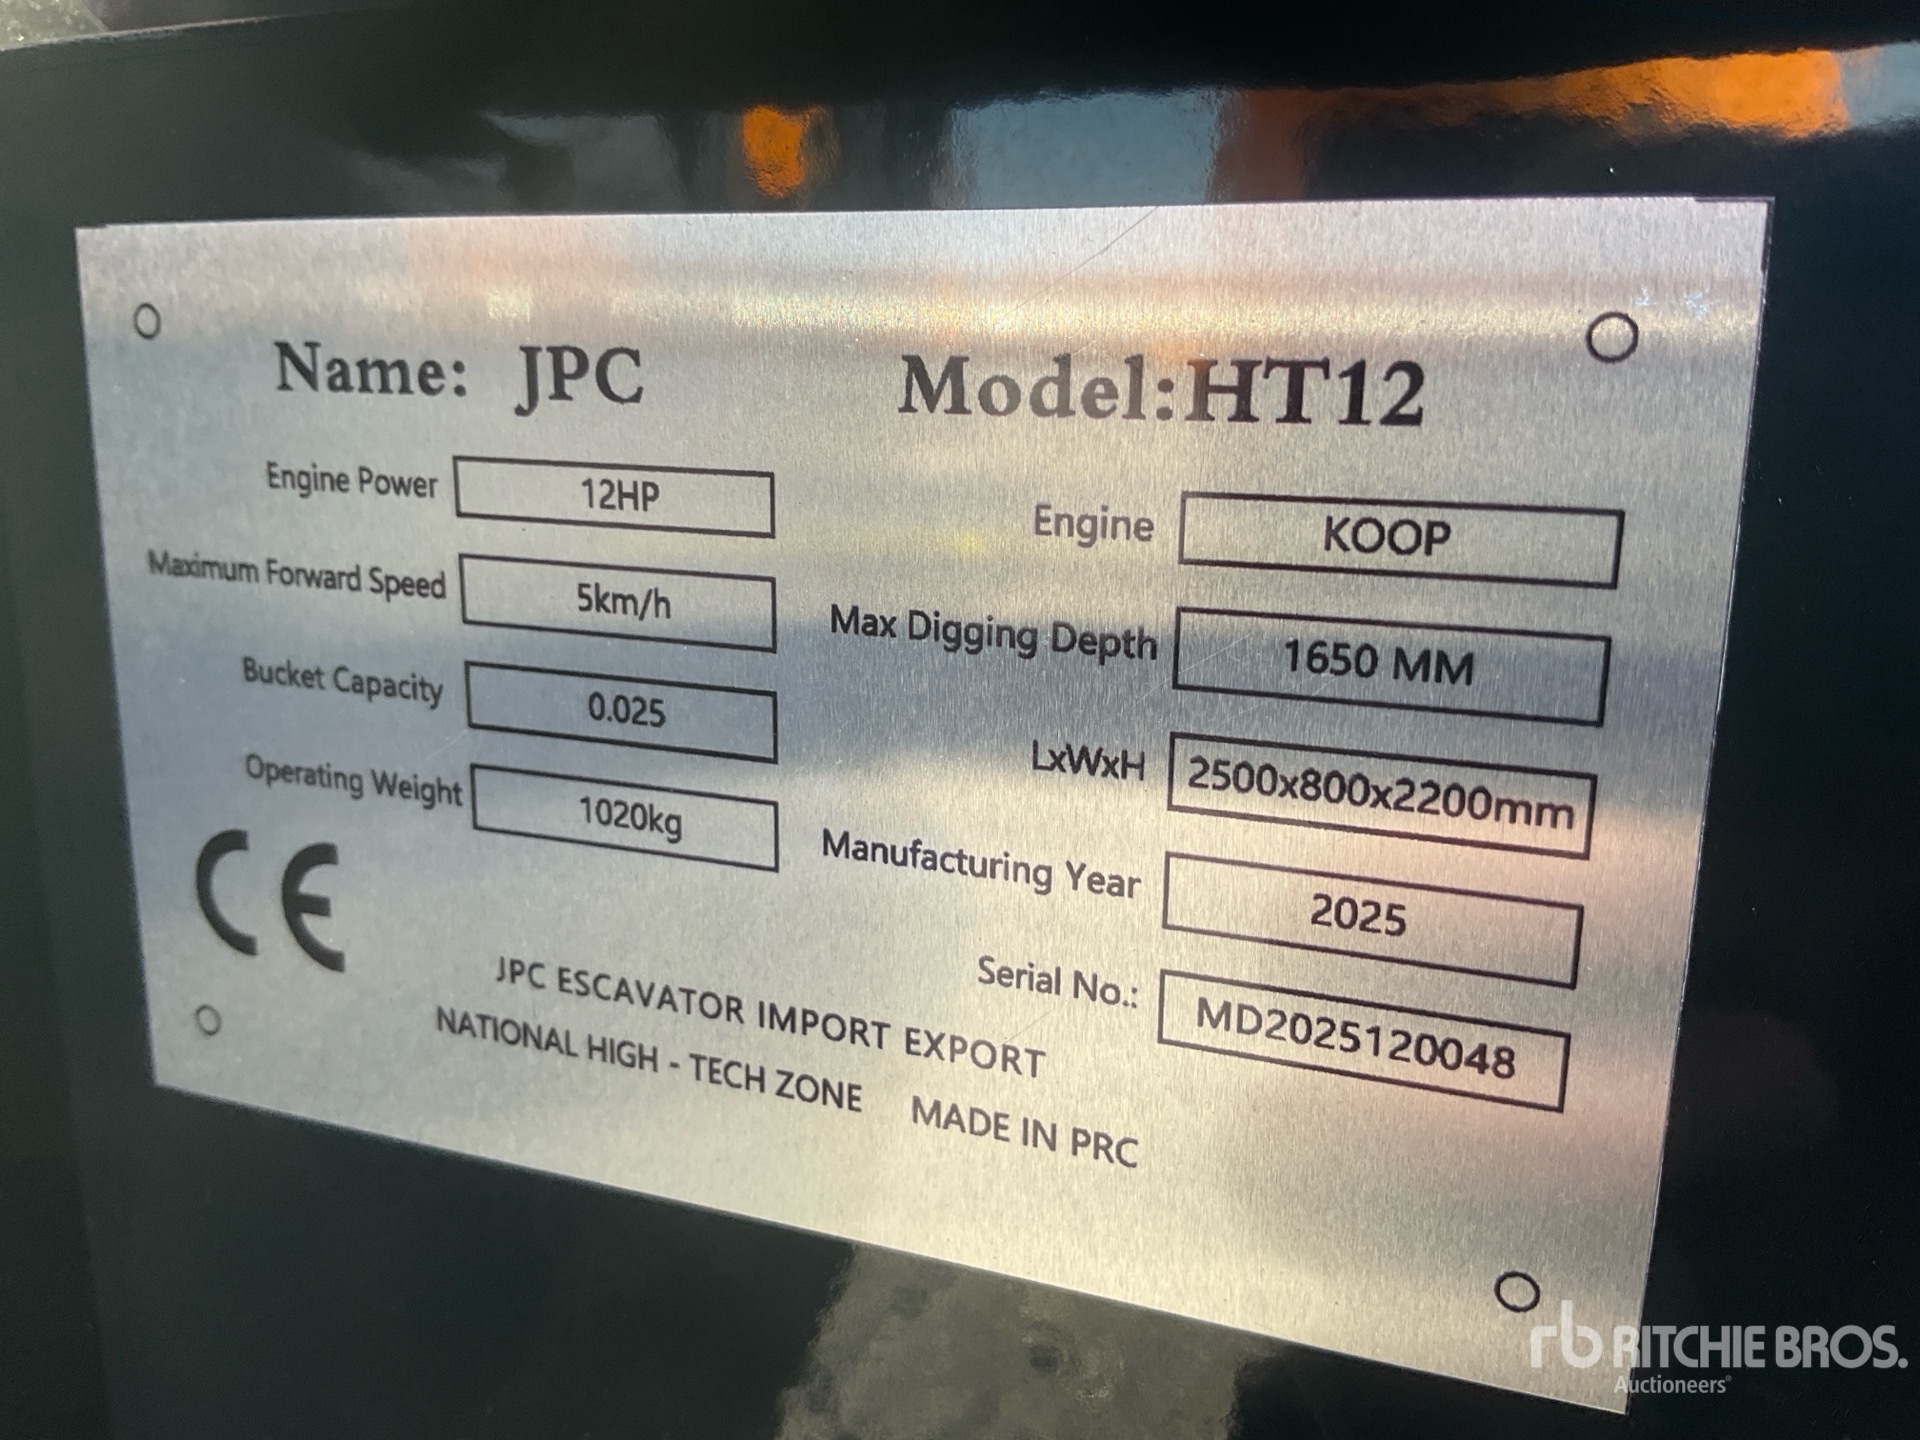 Name: JPC
Model:HT12
Engine Power 12HP
Maximum Forward Speed 5km/h
Bucket Capacity 0.025
Operating Weight 1020kg
Engine KOOP
Max Digging Depth 1650 MM
LxWxH 2500x800x2200mm
Manufacturing Year 2025
Serial No.: MD2025120048
CE
JPC ESCAVATOR IMPORT EXPORT
NATIONAL HIGH - TECH ZONE MADE IN PRC
rb RITCHIE BROS.
Auctioneers®